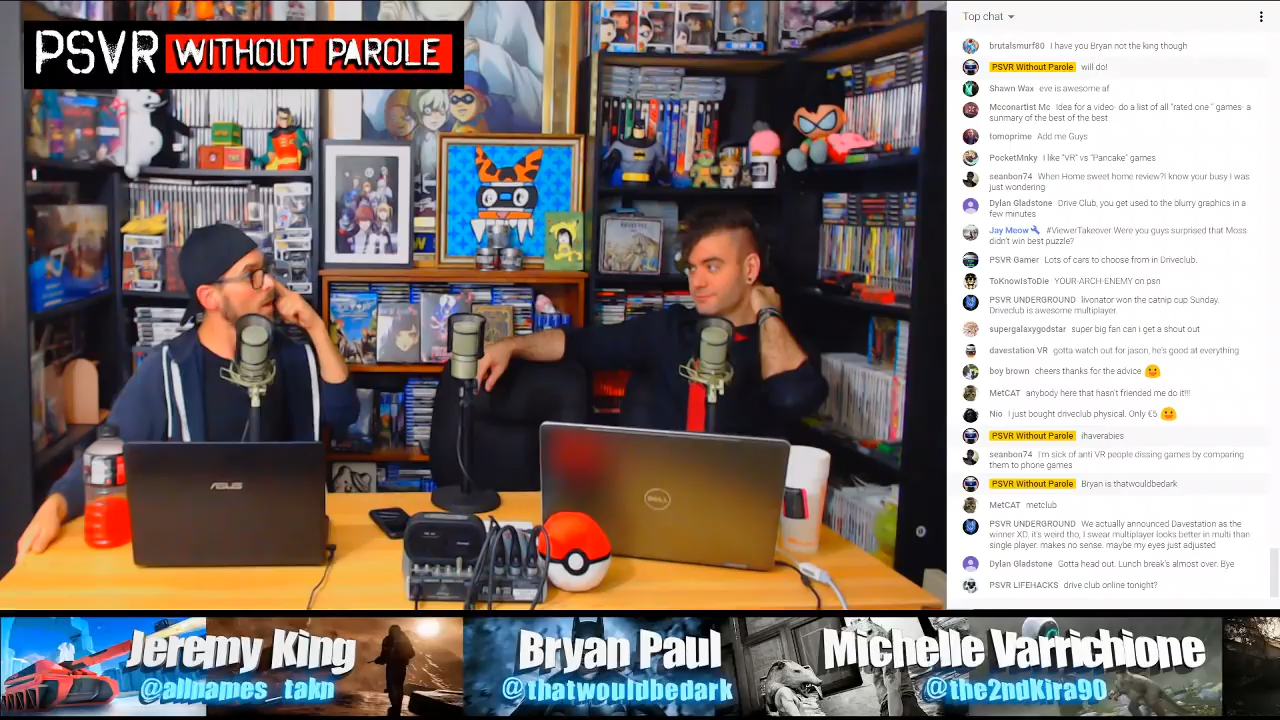 PSVR WITHOUT PAROLE
Top chat
brutalsmurf80 I have you Bryan not the king though
PSVR Without Parole will do!
Shawn Wax eve is awesome af
Mcconartist Mc Idea for a video- do a list of all "rated one " games- a
sunmary of the best of the best
tomoprime Add me Guys
PocketMnky I like "VR" vs "Pancake" games
seanbon74 When Home sweet home review?I know your busy I was
just wondering
Dylan Gladstone Drive Club, you get used to the blurry graphics in a
few minutes
Jay Meow #ViewerTakeover Were you guys surprised that Moss
didn't win best puzzle?
PSVR Gamer Lots of cars to choose from in Driveclub.
ToKnowIsToDie YOUR-ARCH-ENEMY on psn
PSVR UNDERGROUND livonator won the catnip cup Sunday,
Driveclub is awesome multiplayer.
supergalaxygodstar super big fan can i get a shout out
davestation VR gotta watch out for jason, he's good at everything
boy brown cheers thanks for the advice
MetCAT anybody here that hasn't friended me do it!!!
Nio I just bought driveclub physical. Only €5
PSVR Without Parole ihaverabies
seanbon74 I'm sick of anti VR people dissing games by comparing
them to phone games
PSVR Without Parole Bryan is thatwouldbedark
MetCAT metclub
PSVR UNDERGROUND We actually announced Davestation as the
winner XD. it's weird tho, I swear multiplayer looks better in multi than
single player. makes no sense. maybe my eyes just adjusted
Dylan Gladstone Gotta head out. Lunch break's almost over. Bye
PSVR LIFEHACKS drive club online tonight?
ASUS
DELL
Jeremy King
@allnames_takn
Bryan Paul
@thatwouldbedark
Michelle Varrichione
@the2ndKira90